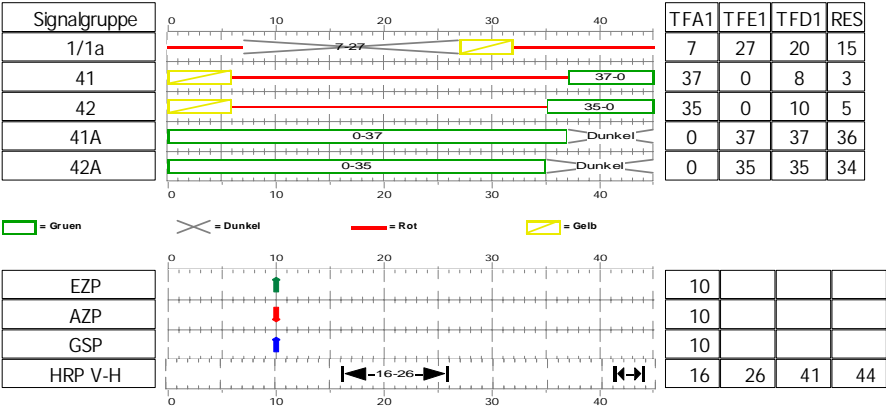 Signalgruppe 0 10 20 30 40 TFA1 TFE1 TFD1 RES
1/1a 7-27 7 27 20 15
41 37-0 37 0 8 3
42 35-0 35 0 10 5
41A 0-37 Dunkel 0 37 37 36
42A 0-35 Dunkel 0 35 35 34
0 10 20 30 40
= Gruen = Dunkel = Rot = Gelb
0 10 20 30 40
EZP 10
AZP 10
GSP 10
HRP V-H 16-26 16 26 41 44
0 10 20 30 40